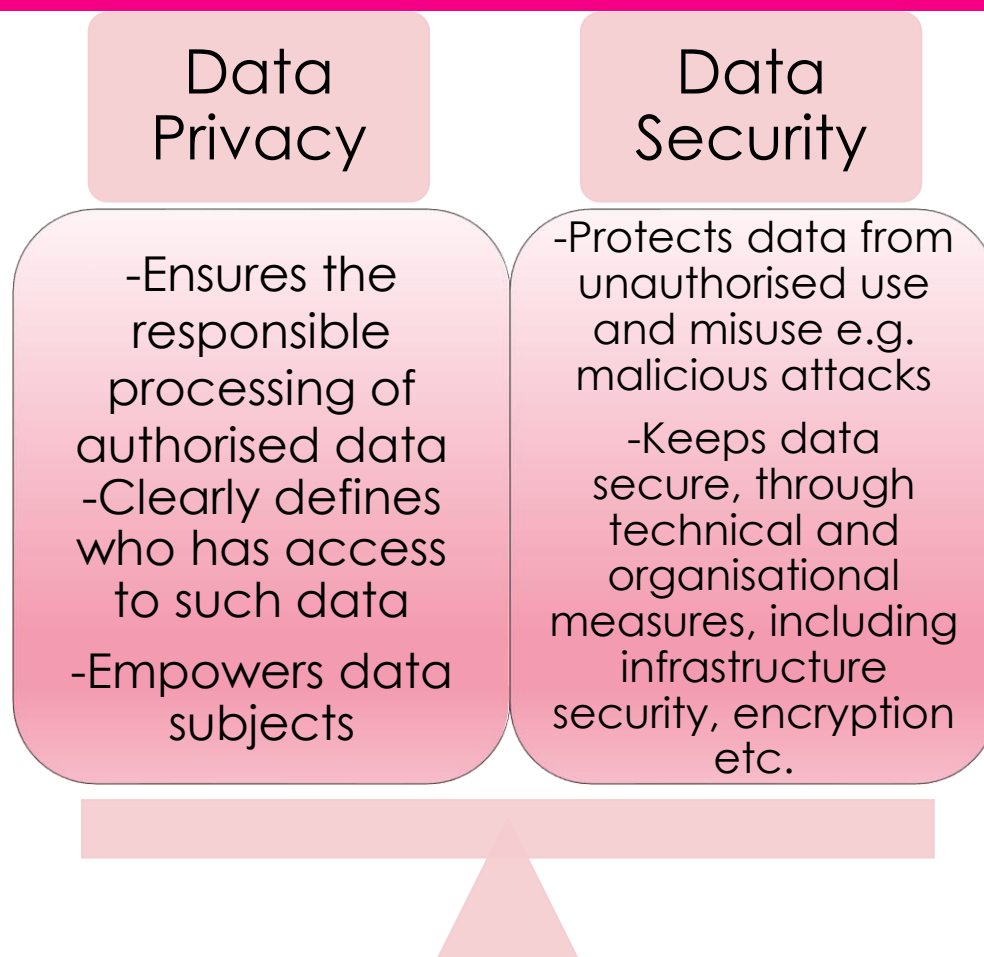 Data
Privacy
-Ensures the
responsible
processing of
authorised data
-Clearly defines
who has access
to such data
-Empowers data
subjects
Data
Security
-Protects data from
unauthorised use
and misuse e.g.
malicious attacks
-Keeps data
secure, through
technical and
organisational
measures, including
infrastructure
security, encryption
etc.